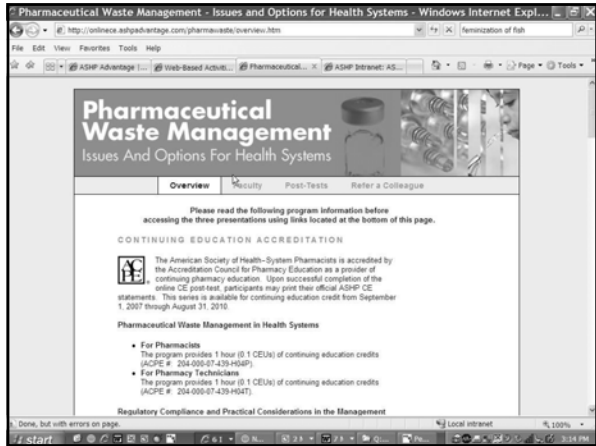 Pharmaceutical Waste Management - Issues and Options for Health Systems - Windows Internet Expl...
http://onlinece.ashpadvantage.com/pharmawaste/overview.htm
feminization of fish
File Edit View Favorites Tools Help
ASHP Advantage |...
Web-Based Activiti...
Pharmaceutical...
ASHP Intranet: AS...
Page
Tools
Pharmaceutical
Waste Management
Issues And Options For Health Systems
Overview Faculty Post-Tests Refer a Colleague
Please read the following program information before
accessing the three presentations using links located at the bottom of this page.
CONTINUING EDUCATION ACCREDITATION
The American Society of Health-System Pharmacists is accredited by
the Accreditation Council for Pharmacy Education as a provider of
continuing pharmacy education. Upon successful completion of the
online CE post-test, participants may print their official ASHP CE
statements. This series is available for continuing education credit from September
1, 2007 through August 31, 2010.
Pharmaceutical Waste Management in Health Systems
• For Pharmacists
The program provides 1 hour (0.1 CEUs) of continuing education credits
(ACPE #: 204-000-07-439-H04P).
• For Pharmacy Technicians
The program provides 1 hour (0.1 CEUs) of continuing education credits
(ACPE #: 204-000-07-439-H04T).
Regulatory Compliance and Practical Considerations in the Management
Done, but with errors on page.
Local intranet
100%
start
3:14 PM